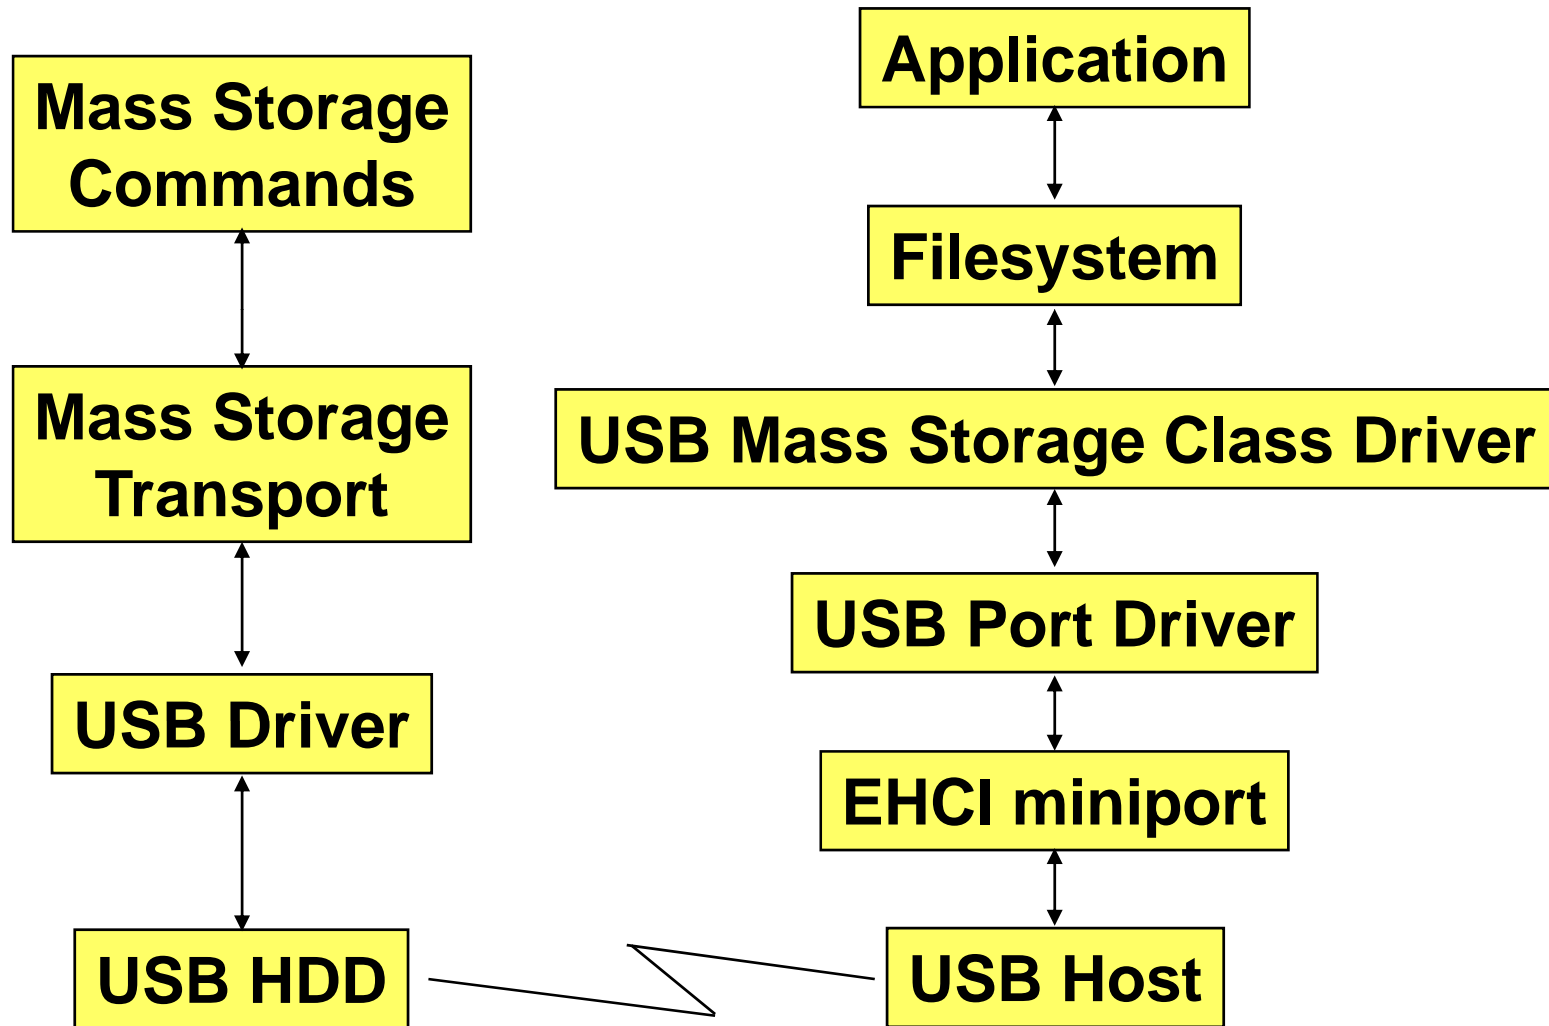 Mass Storage
Commands
Mass Storage
Transport
USB Driver
USB HDD
Application
Filesystem
USB Mass Storage Class Driver
USB Port Driver
EHCI miniport
USB Host